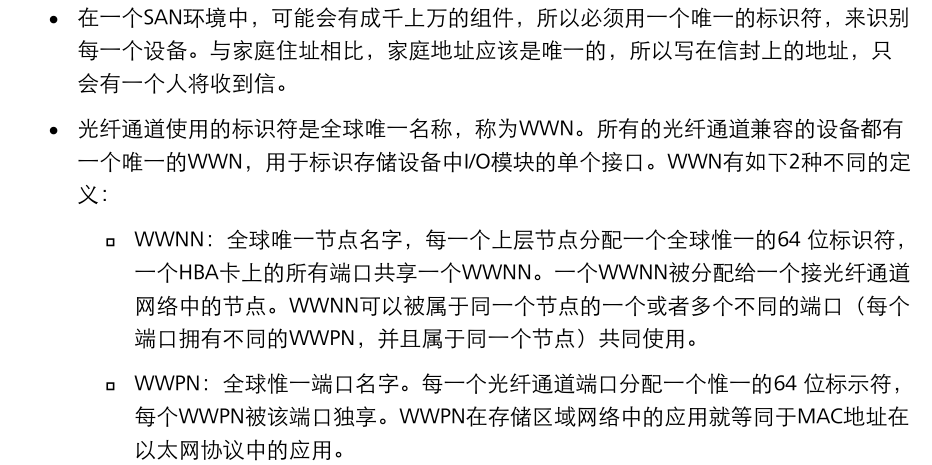 • 在一个SAN环境中，可能会有成千上万的组件，所以必须用一个唯一的标识符，来识别
每一个设备。与家庭住址相比，家庭地址应该是唯一的，所以写在信封上的地址，只
会有一个人将收到信。
• 光纤通道使用的标识符是全球唯一名称，称为WWN。所有的光纤通道兼容的设备都有
一个唯一的WWN，用于标识存储设备中I/O模块的单个接口。WWN有如下2种不同的定
义：
▫ WWNN：全球唯一节点名字，每一个上层节点分配一个全球惟一的64 位标识符，
一个HBA卡上的所有端口共享一个WWNN。一个WWNN被分配给一个接光纤通道
网络中的节点。WWNN可以被属于同一个节点的一个或者多个不同的端口（每个
端口拥有不同的WWPN，并且属于同一个节点）共同使用。
▫ WWPN：全球惟一端口名字。每一个光纤通道端口分配一个惟一的64 位标示符，
每个WWPN被该端口独享。WWPN在存储区域网络中的应用就等同于MAC地址在
以太网协议中的应用。